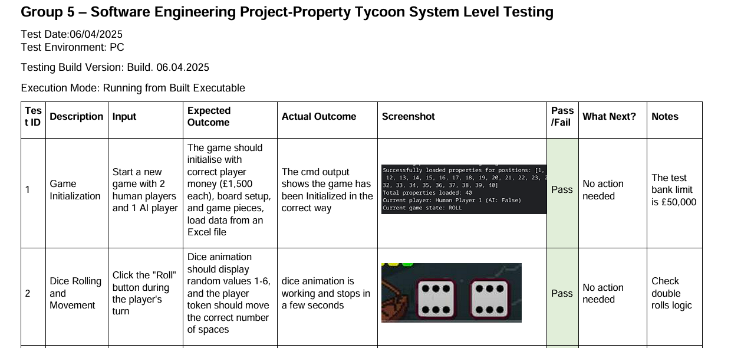 Group 5 – Software Engineering Project-Property Tycoon System Level Testing
Test Date:06/04/2025
Test Environment: PC
Testing Build Version: Build. 06.04.2025
Execution Mode: Running from Built Executable
Tes
t ID
Description
Input
Expected
Outcome
Actual Outcome
Screenshot
Pass
/Fail
What Next?
Notes
1
Game
Initialization
Start a new
game with 2
human players
and 1 AI player
The game should
initialise with
correct player
money (£1,500
each), board setup,
and game pieces,
load data from an
Excel file
The cmd output
shows the game has
been Initialized in the
correct way
Successfully loaded properties for positions: [1,
12, 13, 14, 15, 16, 17, 18, 19, 20, 21, 22, 23,
32, 33, 34, 35, 36, 37, 38, 39, 40]
Total properties loaded: 40
Current player: Human Player 1 (AI: False)
Current game state: ROLL
Pass
No action
needed
The test
bank limit
is £50,000
2
Dice Rolling
and
Movement
Click the "Roll"
button during
the player's
turn
Dice animation
should display
random values 1-6,
and the player
token should move
the correct number
of spaces
dice animation is
working and stops in
a few seconds
Pass
No action
needed
Check
double
rolls logic